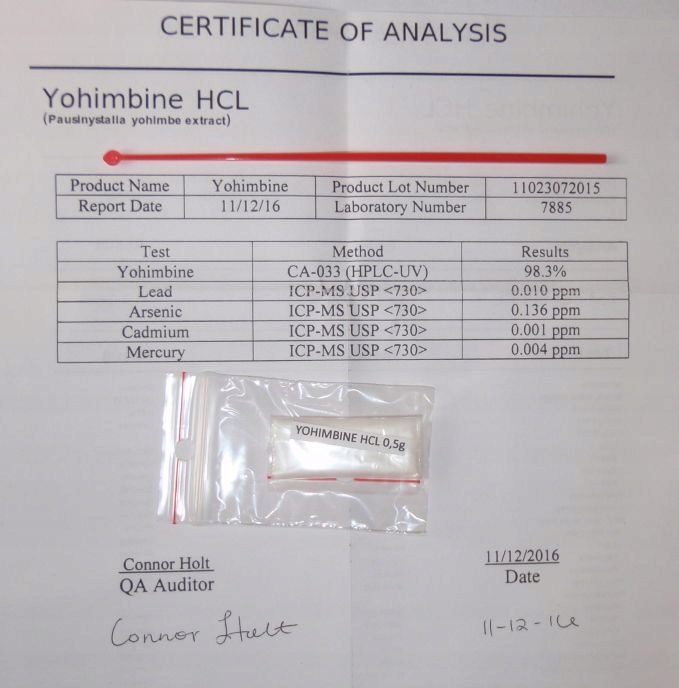 CERTIFICATE OF ANALYSIS
Yohimbine HCL
(Pausinystalia yohimbe extract)
Product Name Yohimbine Product Lot Number 11023072015
Report Date 11/12/16 Laboratory Number 7885
Test Method Results
Yohimbine CA-033 (HPLC-UV) 98.3%
Lead ICP-MS USP <730> 0.010 ppm
Arsenic ICP-MS USP <730> 0.136 ppm
Cadmium ICP-MS USP <730> 0.001 ppm
Mercury ICP-MS USP <730> 0.004 ppm
YOHIMBINE HCL 0,5g
Connor Holt 11/12/2016
QA Auditor Date
Connor Holt 11-12-16